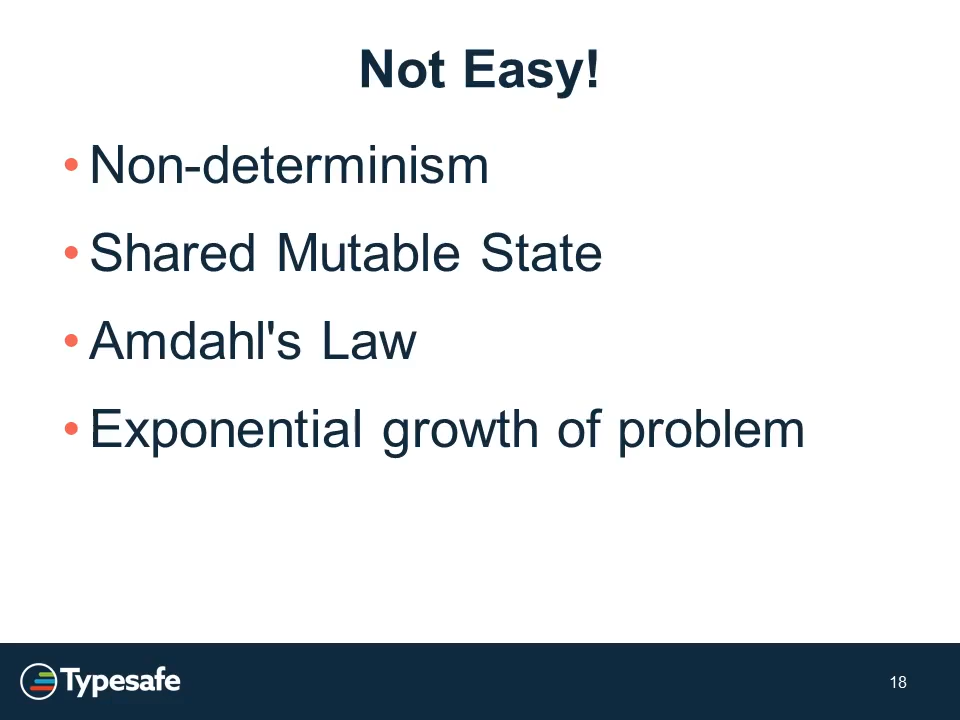 Not Easy!
• Non-determinism
• Shared Mutable State
• Amdahl's Law
• Exponential growth of problem
Typesafe
18